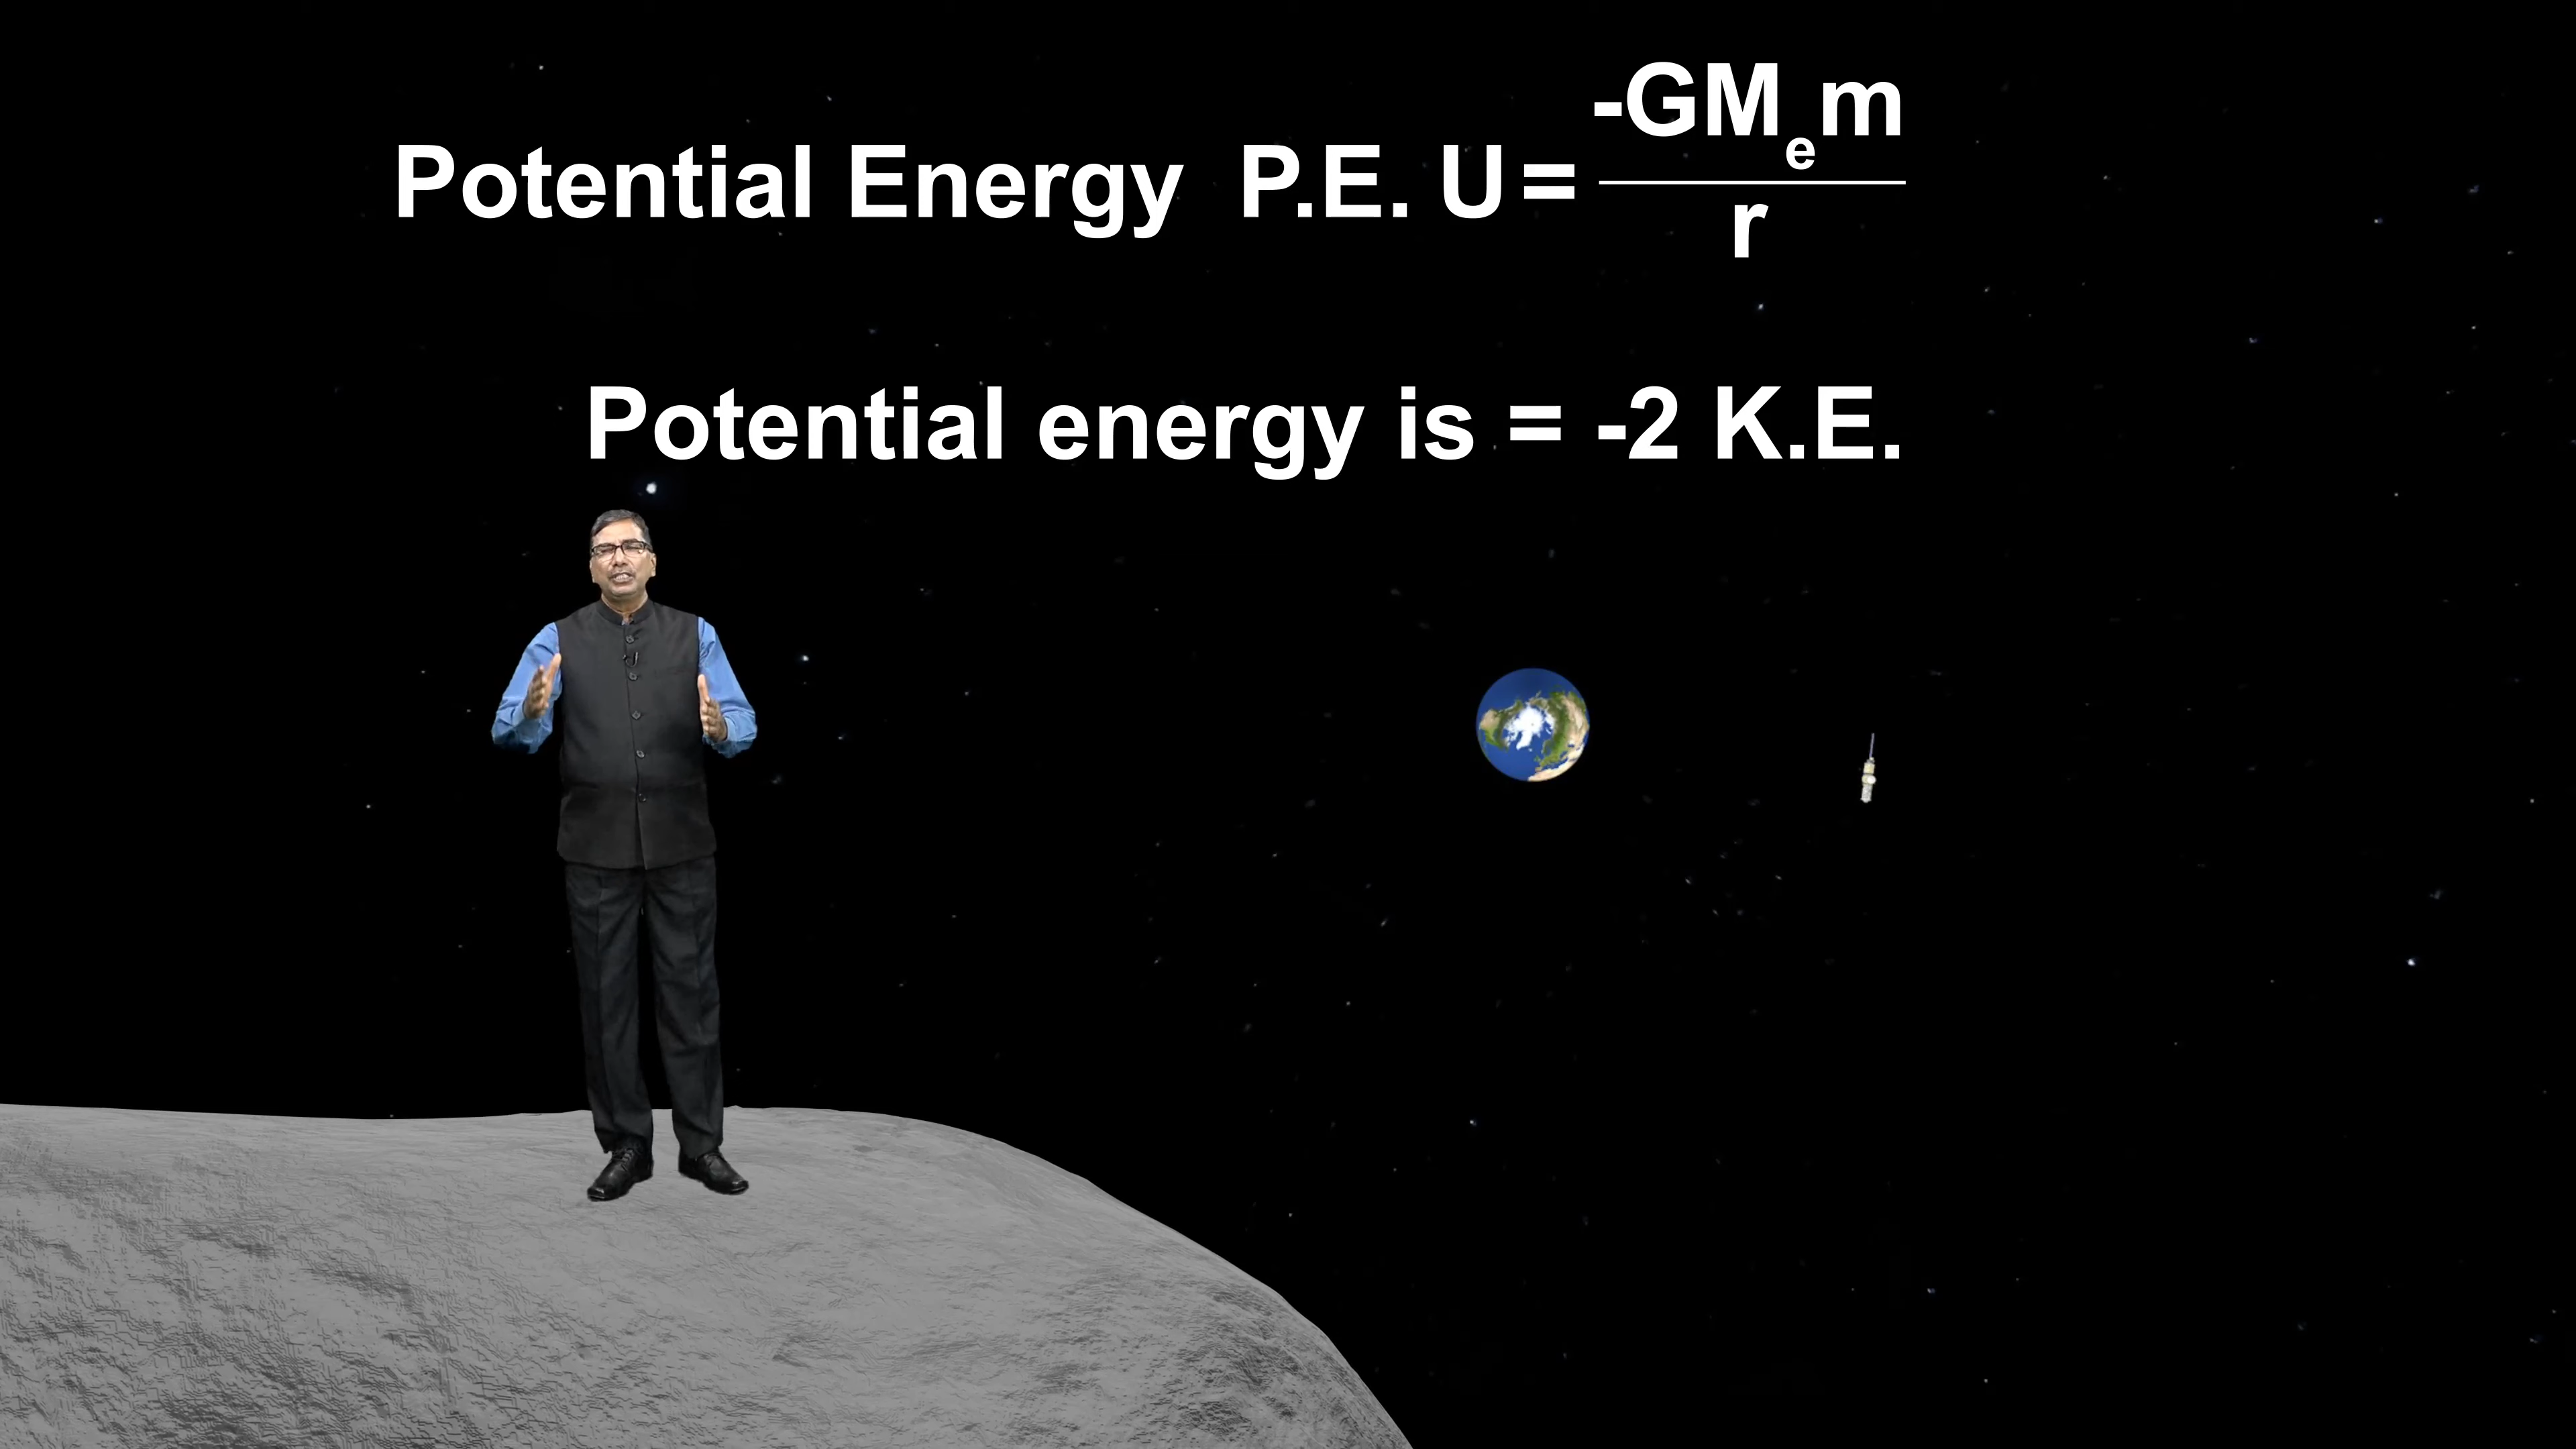 Potential Energy P.E. U = -GMₑm / r
Potential energy is = -2 K.E.